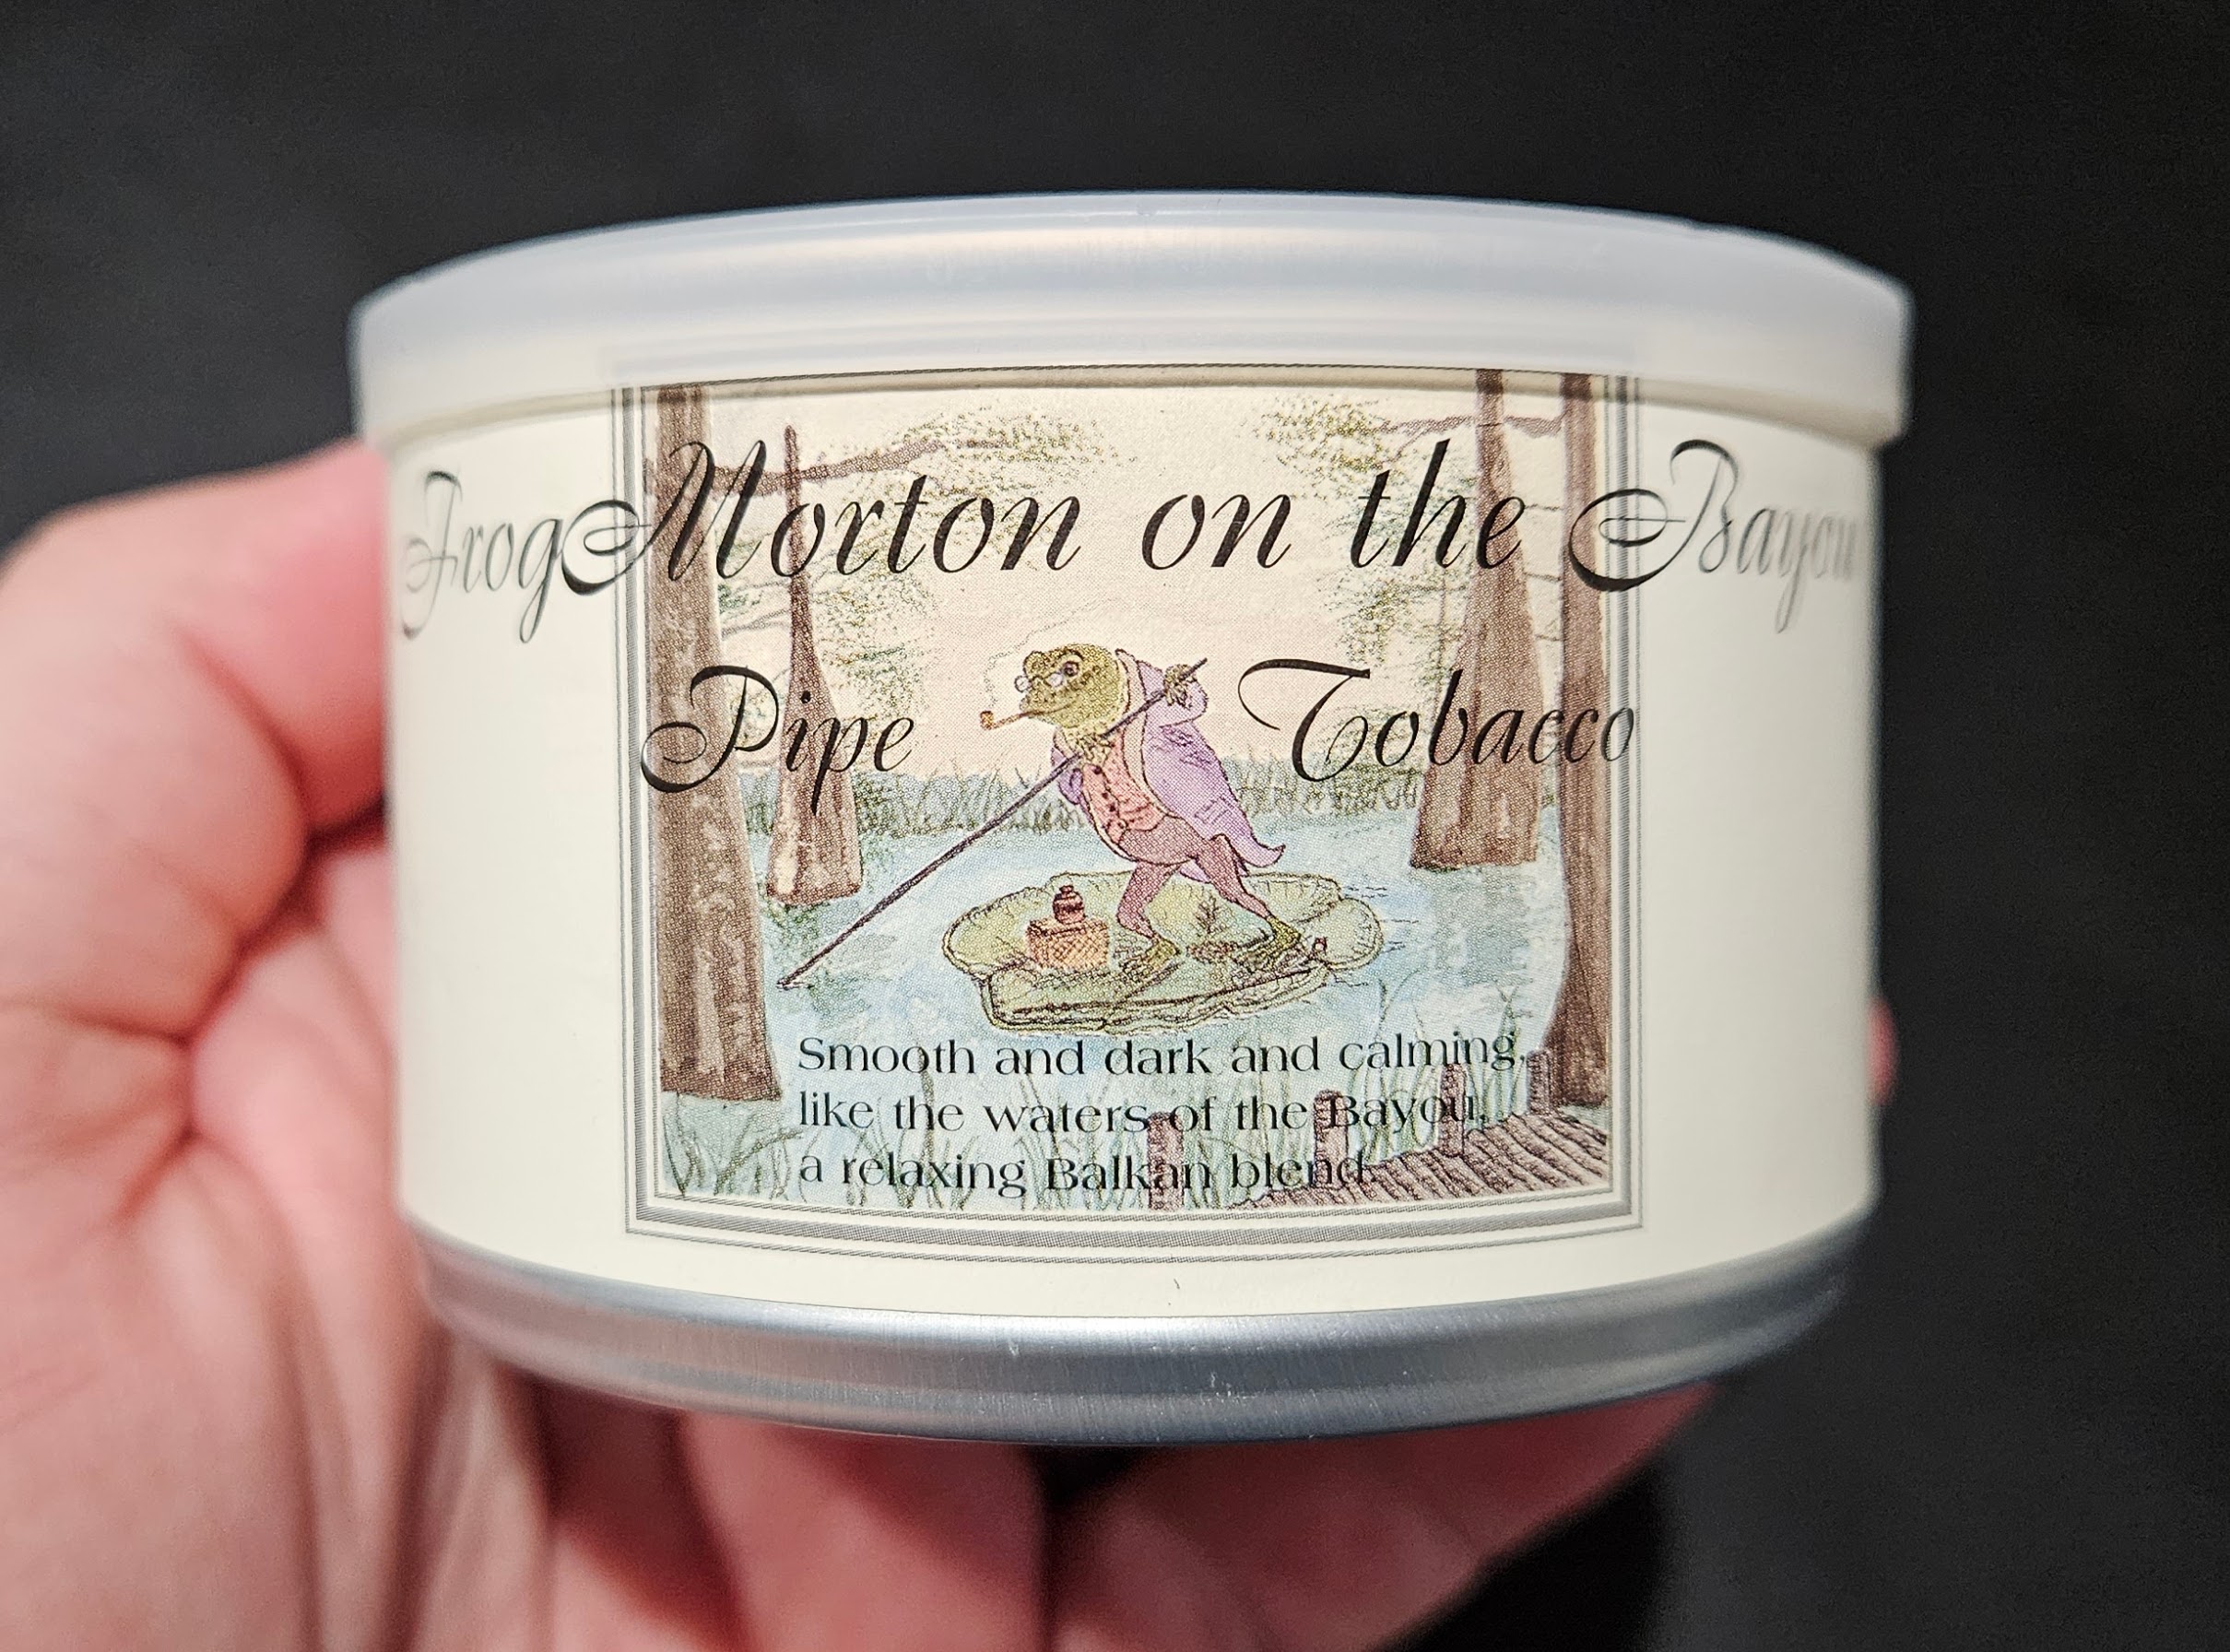 Frog Morton on the Bayou
Pipe Tobacco
Smooth and dark and calming,
like the waters of the Bayou,
a relaxing Balkan blend.